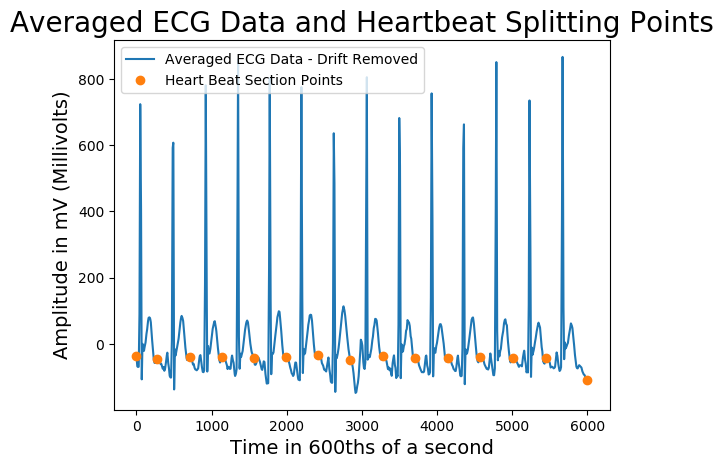 Averaged ECG Data and Heartbeat Splitting Points
Averaged ECG Data - Drift Removed
Heart Beat Section Points
Amplitude in mV (Millivolts)
800
600
400
200
0
0 1000 2000 3000 4000 5000 6000
Time in 600ths of a second